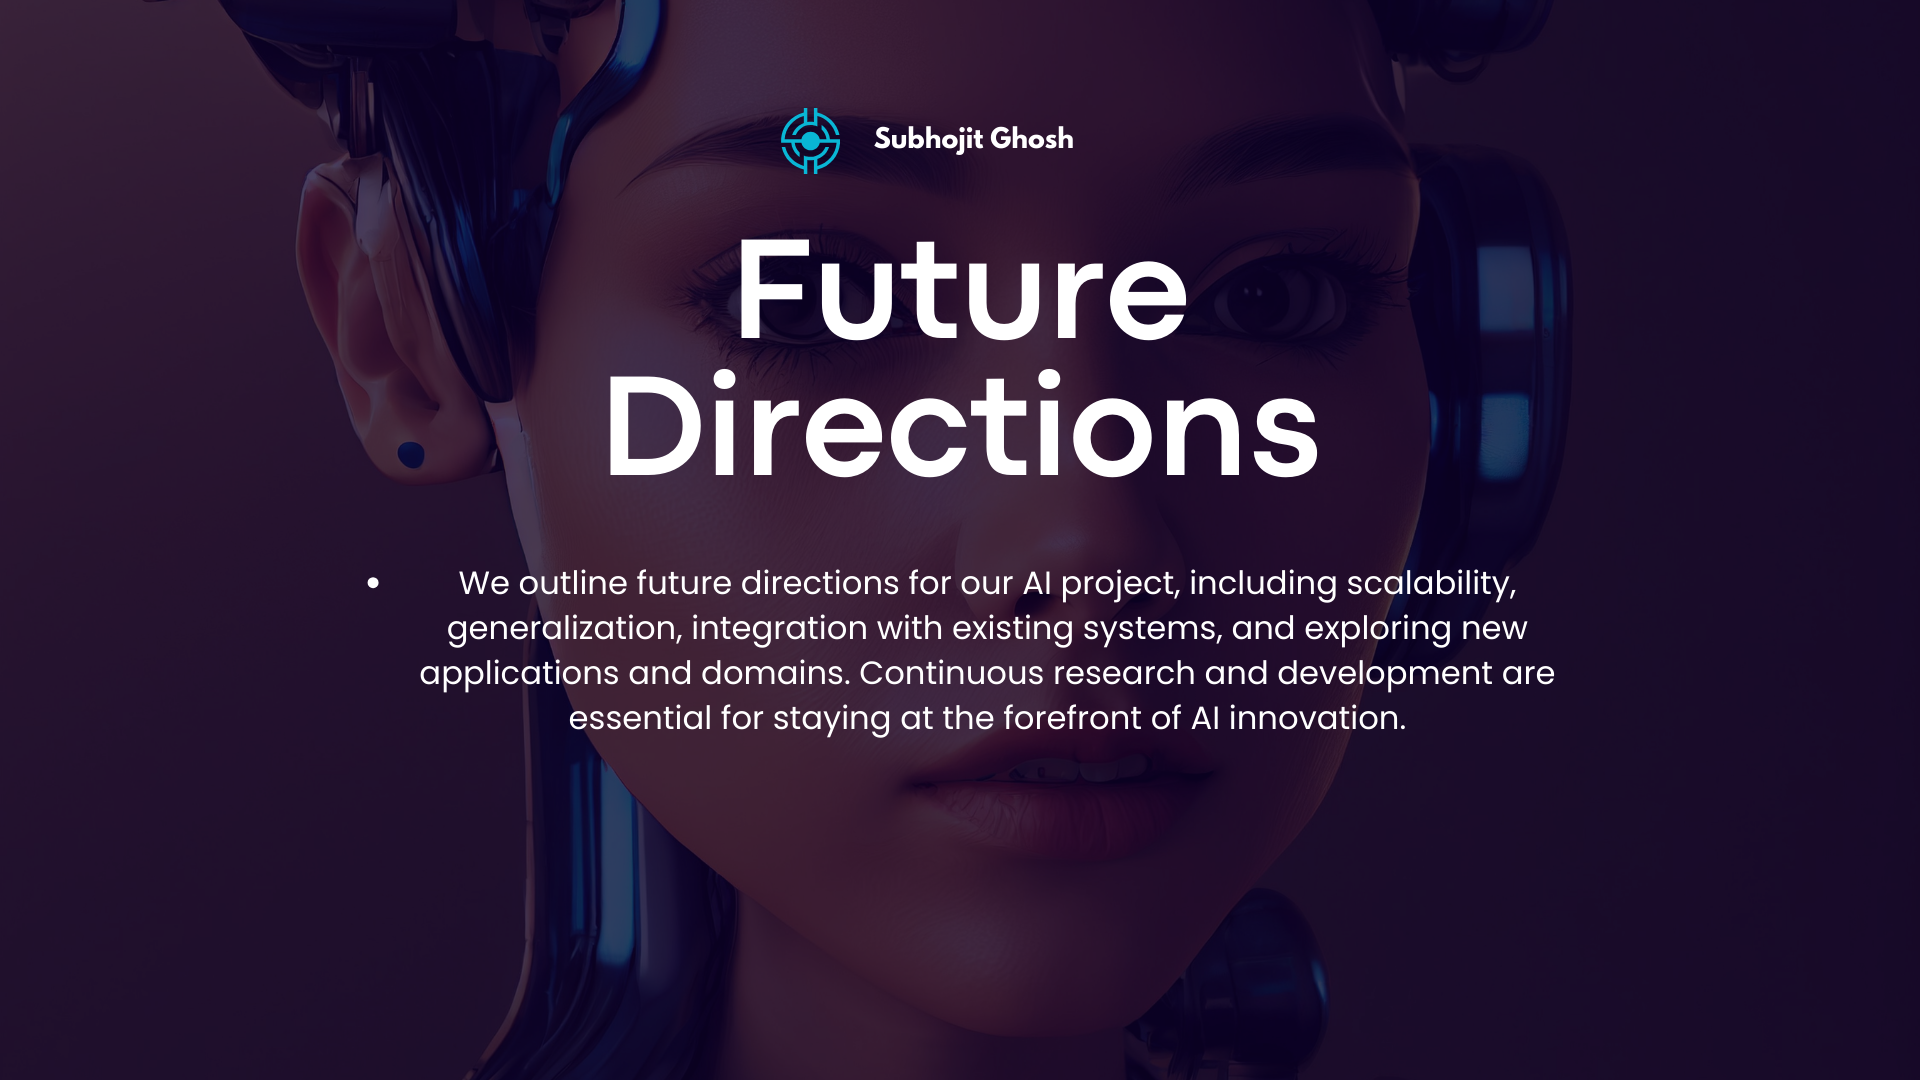 Subhojit Ghosh
Future
Directions
• We outline future directions for our AI project, including scalability,
generalization, integration with existing systems, and exploring new
applications and domains. Continuous research and development are
essential for staying at the forefront of AI innovation.